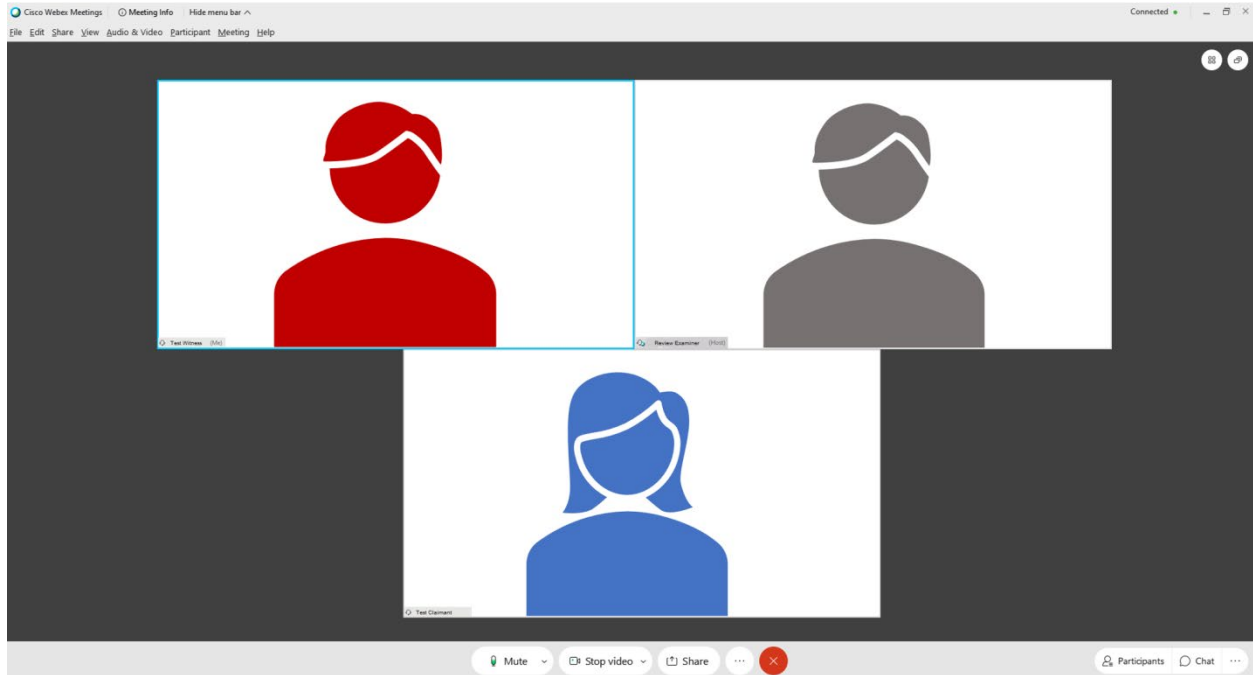 Cisco Webex Meetings Meeting Info Hide menu bar Connected
File Edit Share View Audio & Video Participant Meeting Help
Test Witness (Me) Review Examiner (Host)
Test Claimant
Mute Stop video Share Participants Chat